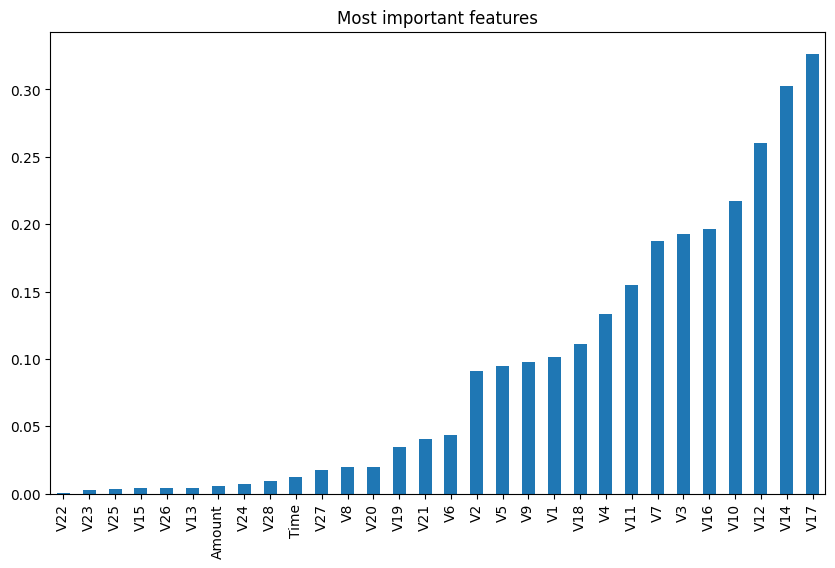 Most important features
0.30
0.25
0.20
0.15
0.10
0.05
0.00
V22
V23
V25
V15
V26
V13
Amount
V24
V28
Time
V27
V8
V20
V19
V21
V6
V2
V5
V9
V1
V18
V4
V11
V7
V3
V16
V10
V12
V14
V17